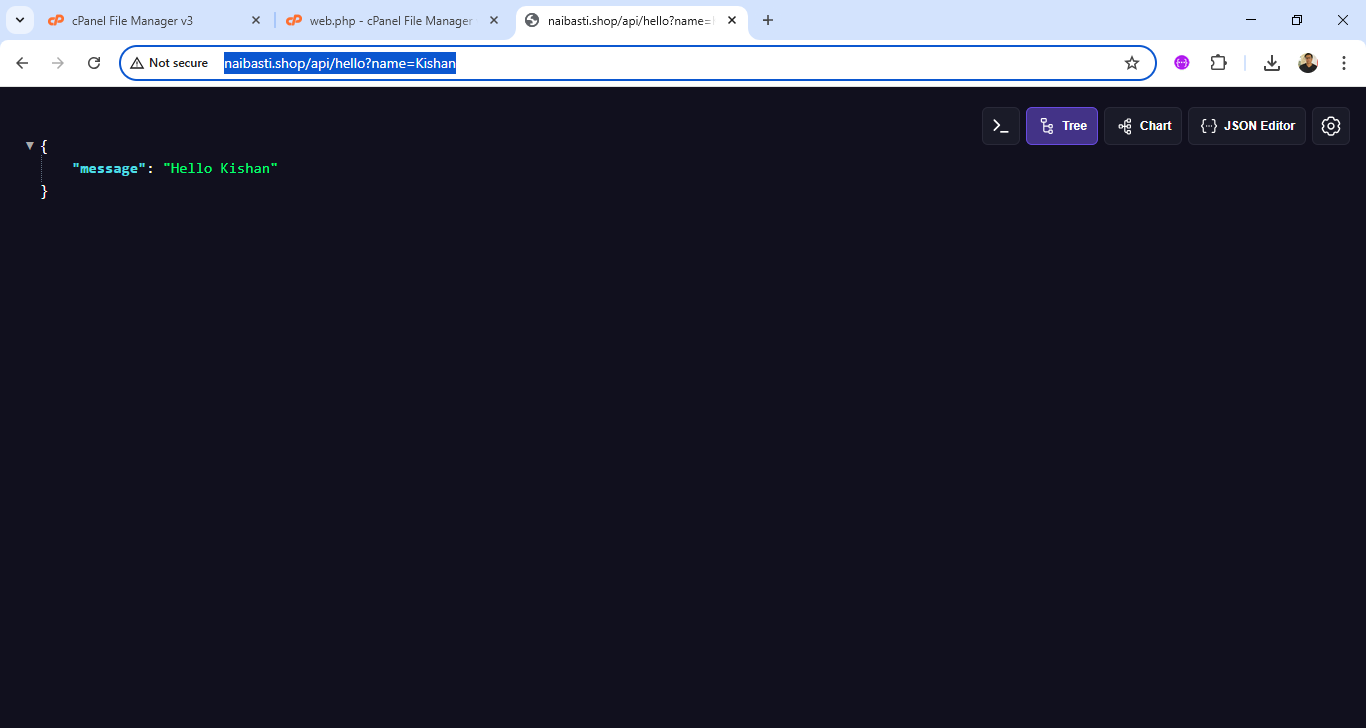 cPanel File Manager v3
web.php - cPanel File Manager
naibasti.shop/api/hello?name=
Not secure
naibasti.shop/api/hello?name=Kishan
Tree
Chart
{··} JSON Editor
{
"message": "Hello Kishan"
}